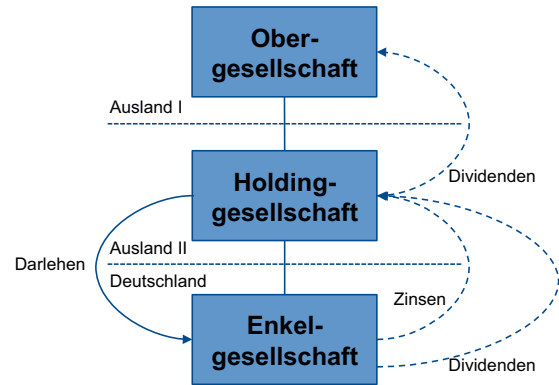 Ober-
gesellschaft
Ausland I
Dividenden
Holding-
gesellschaft
Ausland II
Darlehen
Deutschland
Zinsen
Enkel-
gesellschaft
Dividenden